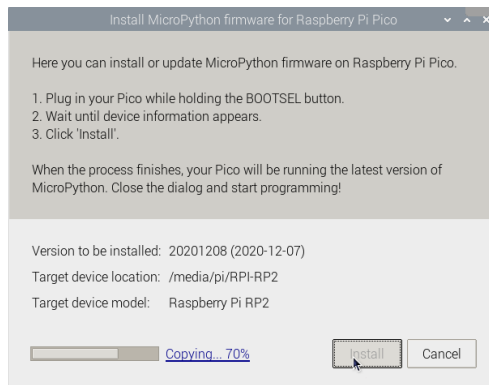 Install MicroPython firmware for Raspberry Pi Pico
Here you can install or update MicroPython firmware on Raspberry Pi Pico.
1. Plug in your Pico while holding the BOOTSEL button.
2. Wait until device information appears.
3. Click 'Install'.
When the process finishes, your Pico will be running the latest version of
MicroPython. Close the dialog and start programming!
Version to be installed: 20201208 (2020-12-07)
Target device location: /media/pi/RPI-RP2
Target device model: Raspberry Pi RP2
Copying... 70% Install Cancel